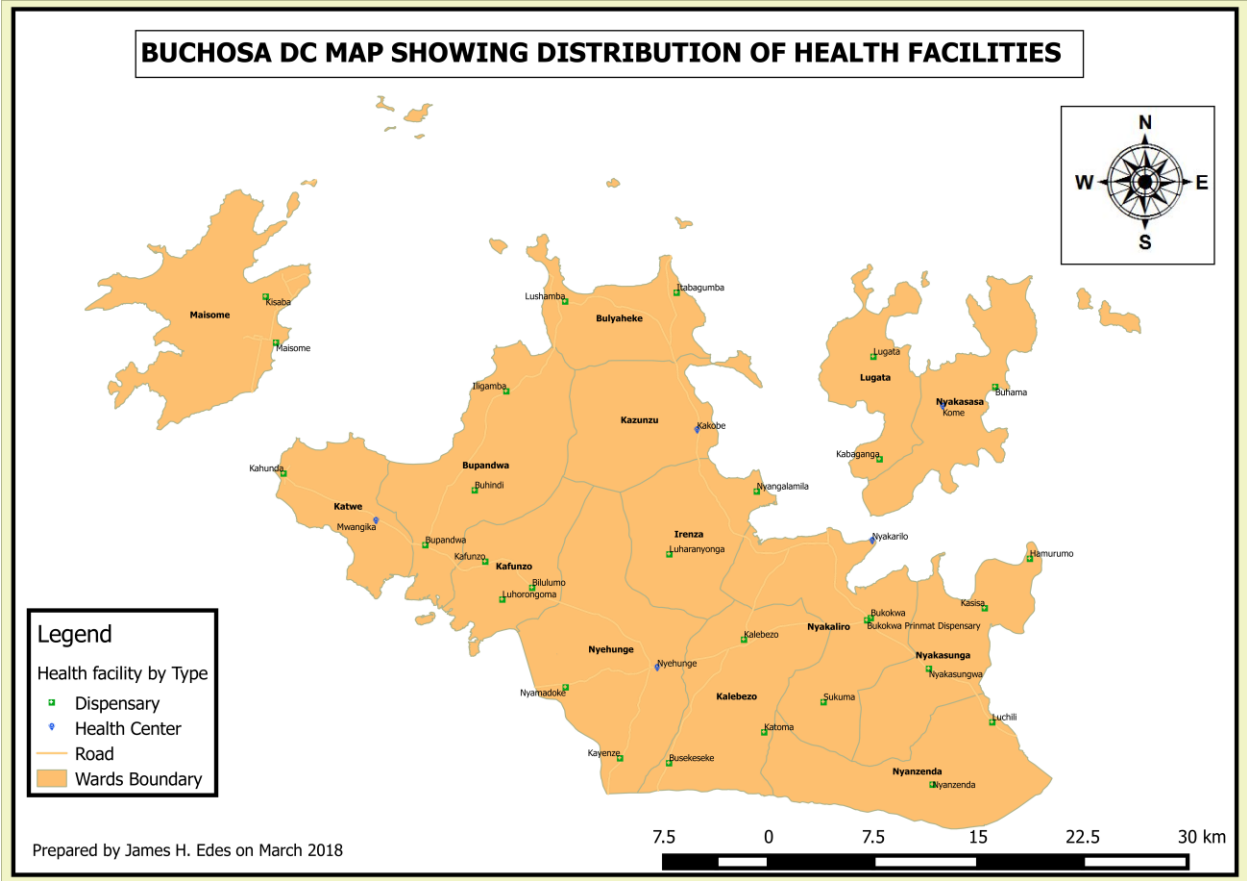 BUCHOSA DC MAP SHOWING DISTRIBUTION OF HEALTH FACILITIES
N
W E
S
Kisaba
Maisome
Maisome
Lushamba
Itabagumba
Bulyaheke
Lugata
Lugata
Iligamba
Buhama
Nyakasasa
Kome
Kazunzu
Kakobe
Kabaganga
Bupandwa
Kahunda
Buhindi
Nyangalamila
Katwe
Mwangika
Irenza
Nyakarilo
Bupandwa
Luharanyonga
Hamurumo
Kafunzo
Kafunzo
Bilulumo
Luhorongoma
Kasisa
Bukokwa
Bukokwa Prinmat Dispensary
Nyakaliro
Kalebezo
Nyehunge
Nyehunge
Nyakasunga
Nyakasungwa
Nyamadoke
Kalebezo
Sukuma
Luchili
Katoma
Kayenze
Busekeseke
Nyanzenda
Nyanzenda
Legend
Health facility by Type
Dispensary
Health Center
Road
Wards Boundary
Prepared by James H. Edes on March 2018
7.5 0 7.5 15 22.5 30 km